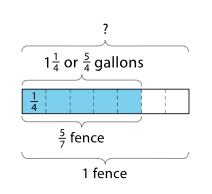 ?
1 1/4 or 5/4 gallons
1/4
5/7 fence
1 fence